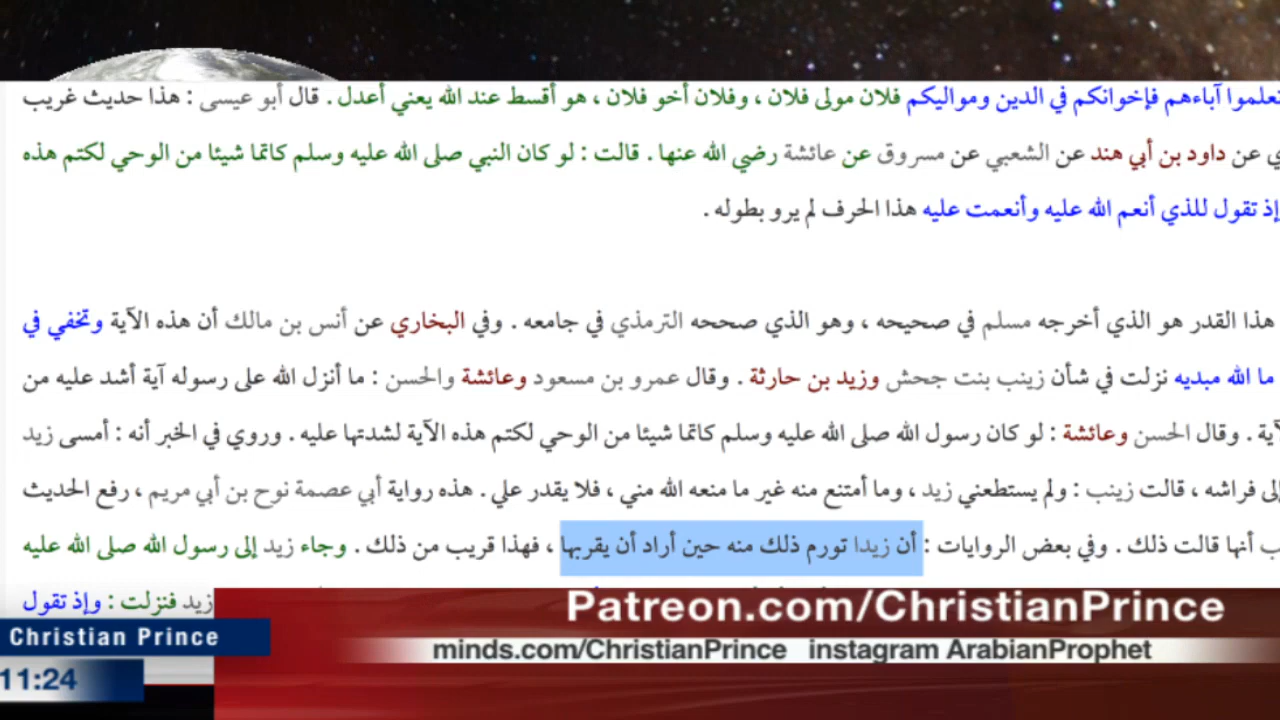 تعلموا آباءهم فإخوانكم في الدين ومواليكم فلان مولى فلان ، وفلان أخو فلان ، هو أقسط عند الله يعني أعدل . قال أبو عيسى : هذا حديث غريب
عن داود بن أبي هند عن الشعبي عن مسروق عن عائشة رضي الله عنها . قالت : لو كان النبي صلى الله عليه وسلم كاتما شيئا من الوحي لكتم هذه
إذ تقول للذي أنعم الله عليه وأنعمت عليه هذا الحرف لم يرو بطوله .
هذا القدر هو الذي أخرجه مسلم في صحيحه ، وهو الذي صححه الترمذي في جامعه . وفي البخاري عن أنس بن مالك أن هذه الآية وتخفي في
ما الله مبديه نزلت في شأن زينب بنت جحش وزيد بن حارثة . وقال عمرو بن مسعود وعائشة والحسن : ما أنزل الله على رسوله آية أشد عليه من
وقال الحسن وعائشة : لو كان رسول الله صلى الله عليه وسلم كاتما شيئا من الوحي لكتم هذه الآية لشدتها عليه . وروي في الخبر أنه : أمسى زيد
إلى فراشه ، قالت زينب : ولم يستطعني زيد ، وما أمتنع منه غير ما منعه الله مني ، فلا يقدر علي . هذه رواية أبي عصمة نوح بن أبي مريم ، رفع الحديث
أنها قالت ذلك . وفي بعض الروايات : أن زيدا تورم ذلك منه حين أراد أن يقربها ، فهذا قريب من ذلك . وجاء زيد إلى رسول الله صلى الله عليه
زيد فنزلت : وإذ تقول
Patreon.com/ChristianPrince
Christian Prince
minds.com/ChristianPrince instagram ArabianProphet
11:24